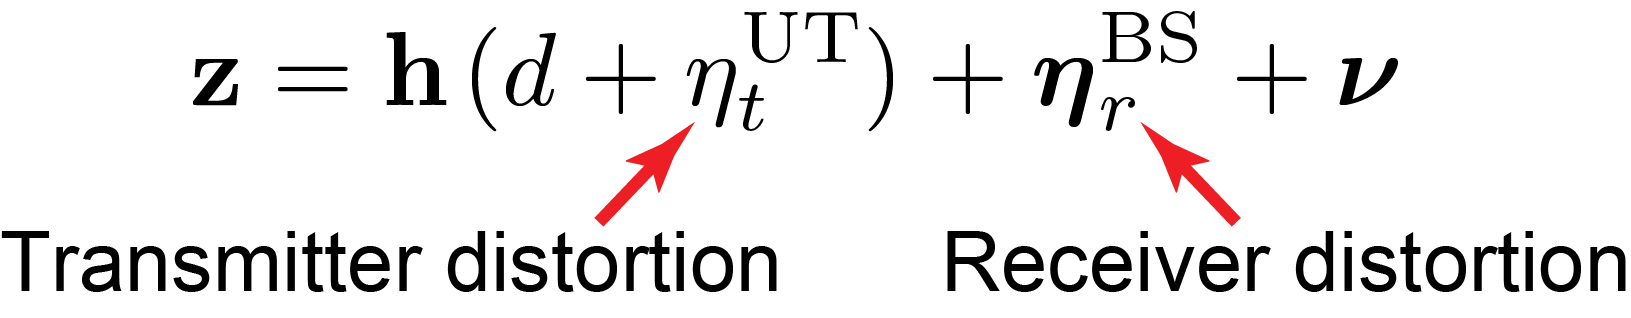 z = h (d + η_t^UT) + η_r^BS + ν
Transmitter distortion Receiver distortion